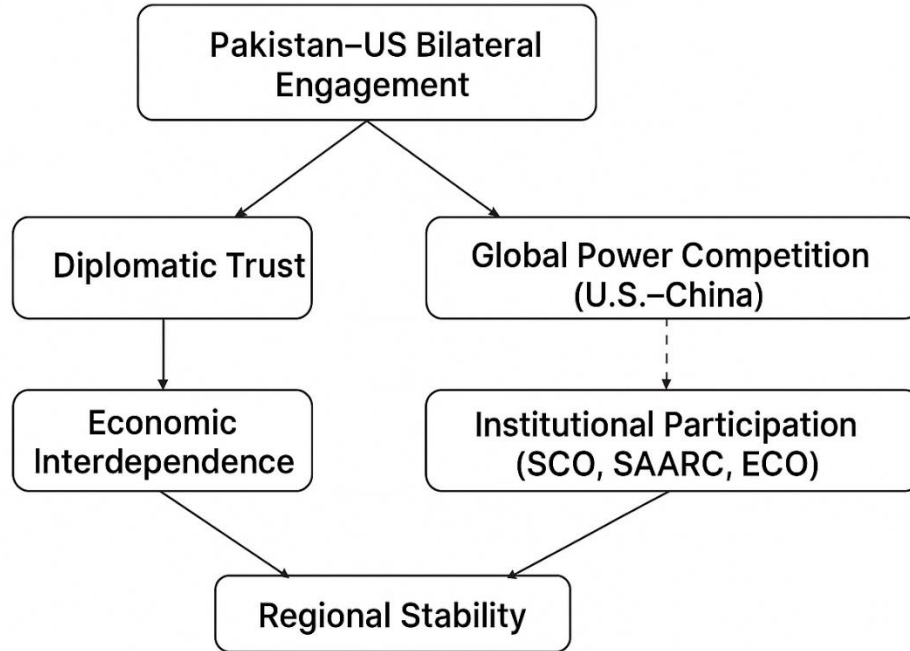 Pakistan–US Bilateral
Engagement
Diplomatic Trust
Global Power Competition
(U.S.–China)
Economic
Interdependence
Institutional Participation
(SCO, SAARC, ECO)
Regional Stability